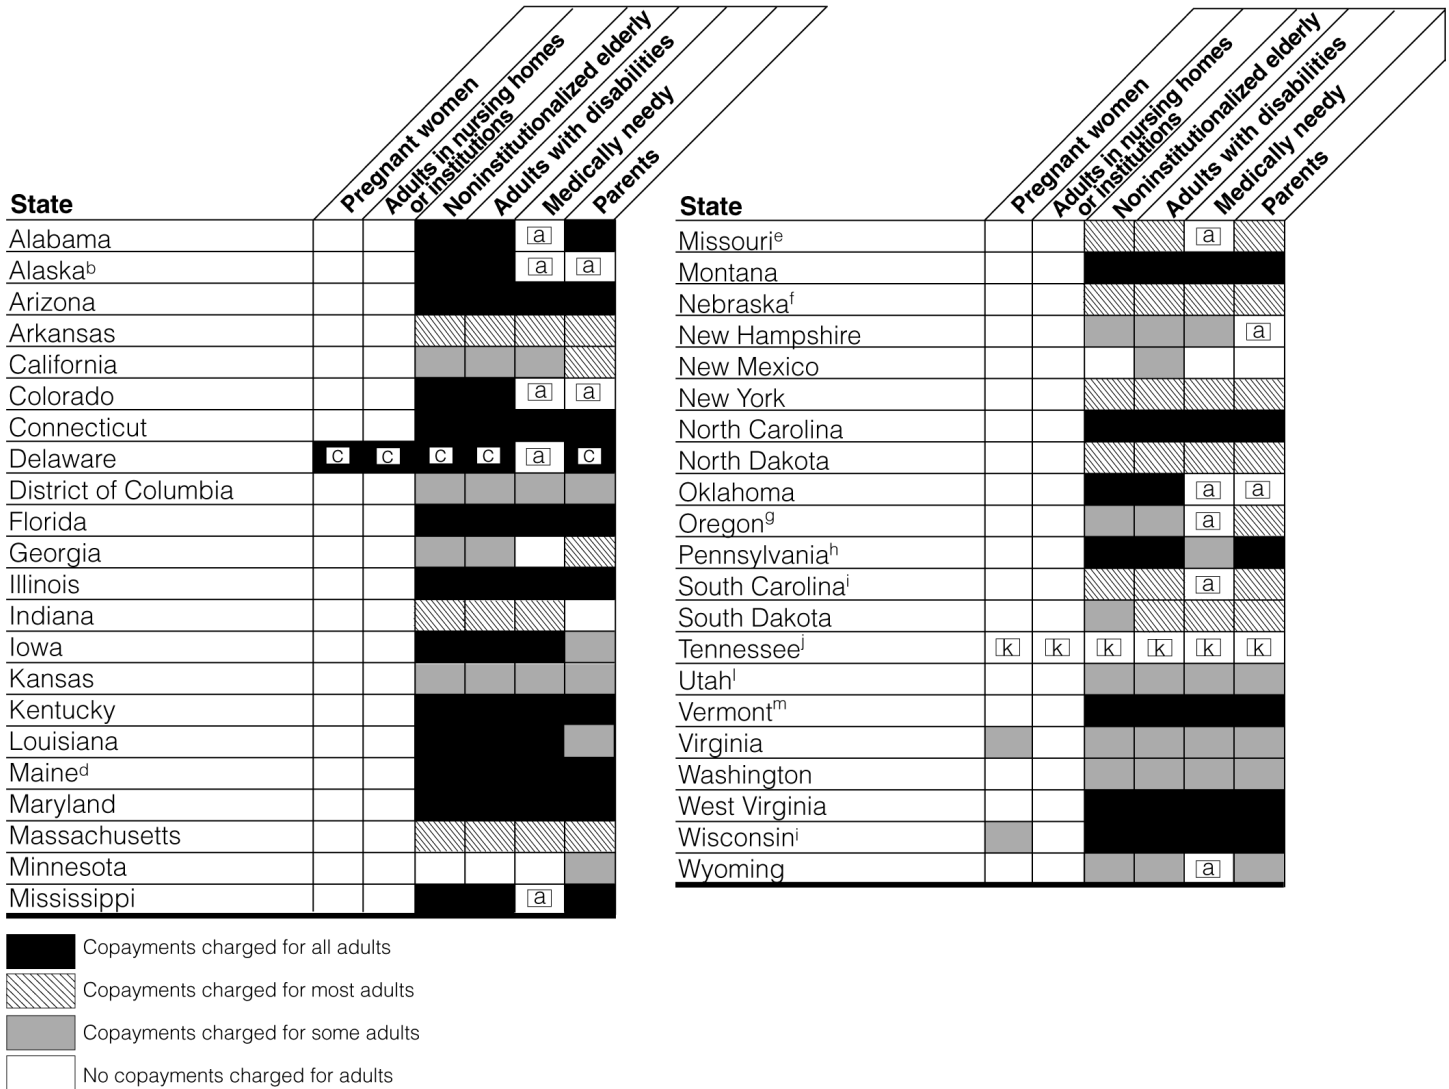 Pregnant women
Adults in nursing homes
or institutions
Noninstitutionalized elderly
Adults with disabilities
Medically needy
Parents
State
Alabama a
Alaskaᵇ a a
Arizona
Arkansas
California
Colorado a a
Connecticut
Delaware c c c c a c
District of Columbia
Florida
Georgia
Illinois
Indiana
Iowa
Kansas
Kentucky
Louisiana
Maineᵈ
Maryland
Massachusetts
Minnesota
Mississippi a
Pregnant women
Adults in nursing homes
or institutions
Noninstitutionalized elderly
Adults with disabilities
Medically needy
Parents
State
Missouriᵉ a
Montana
Nebraskaᶠ
New Hampshire a
New Mexico
New York
North Carolina
North Dakota
Oklahoma a a
Oregonᵍ a
Pennsylvaniaʰ
South Carolinaⁱ a
South Dakota
Tennesseeʲ k k k k k k
Utahˡ
Vermontᵐ
Virginia
Washington
West Virginia
Wisconsinⁱ
Wyoming a
Copayments charged for all adults
Copayments charged for most adults
Copayments charged for some adults
No copayments charged for adults